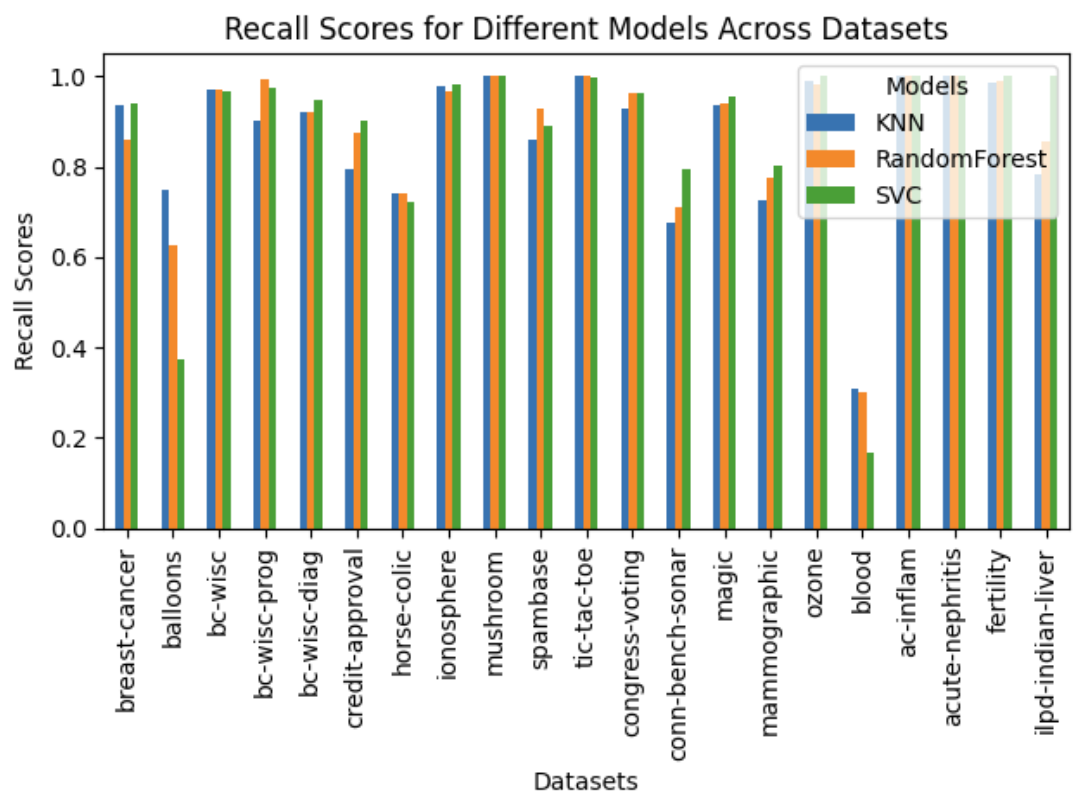 Recall Scores for Different Models Across Datasets
Recall Scores
1.0
0.8
0.6
0.4
0.2
0.0
Models
KNN
RandomForest
SVC
breast-cancer
balloons
bc-wisc
bc-wisc-prog
bc-wisc-diag
credit-approval
horse-colic
ionosphere
mushroom
spambase
tic-tac-toe
congress-voting
conn-bench-sonar
magic
mammographic
ozone
blood
ac-inflam
acute-nephritis
fertility
ilpd-indian-liver
Datasets